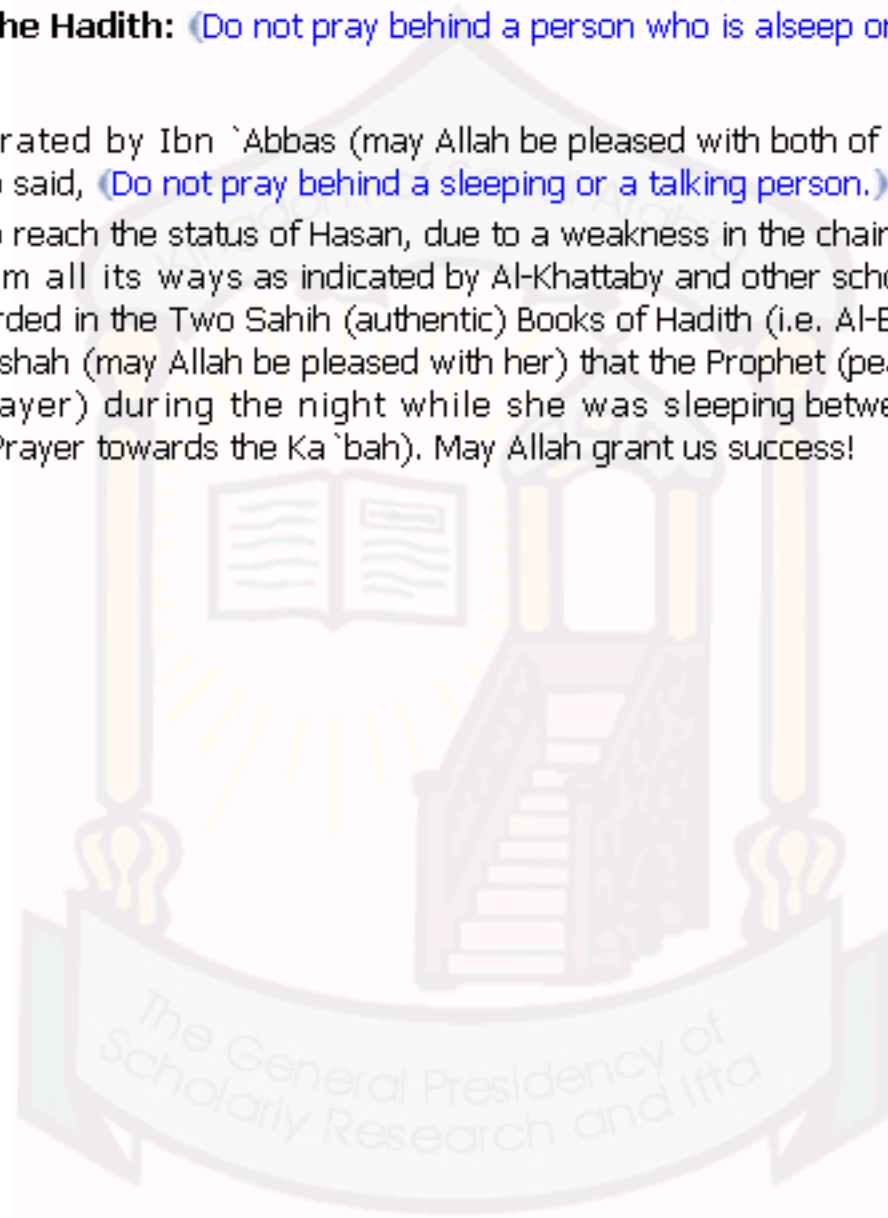 he Hadith: (Do not pray behind a person who is alseep or
rated by Ibn `Abbas (may Allah be pleased with both of
said, (Do not pray behind a sleeping or a talking person.)
reach the status of Hasan, due to a weakness in the chain
m all its ways as indicated by Al-Khattaby and other scho
rded in the Two Sahih (authentic) Books of Hadith (i.e. Al-B
shah (may Allah be pleased with her) that the Prophet (pea
ayer) during the night while she was sleeping betwe
Prayer towards the Ka`bah). May Allah grant us success!
Kingdom of Saudi Araby
The General Presidency of
Scholarly Research and Ifta